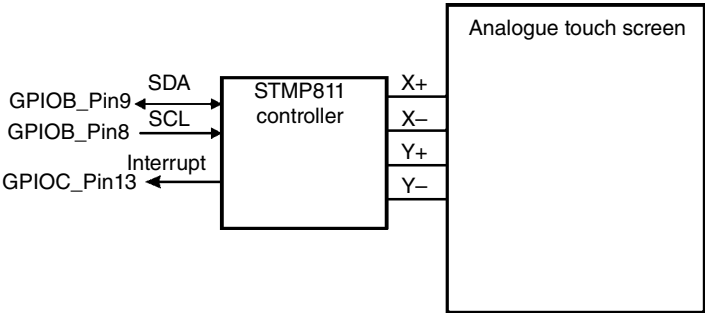 Analogue touch screen
SDA
GPIOB_Pin9
SCL
GPIOB_Pin8
Interrupt
GPIOC_Pin13
STMP811
controller
X+
X−
Y+
Y−